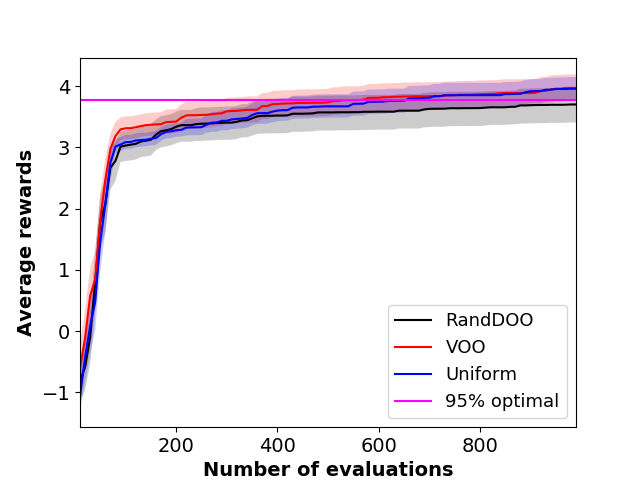 4
3
2
1
0
−1
200
400
600
800
Average rewards
Number of evaluations
RandDOO
VOO
Uniform
95% optimal